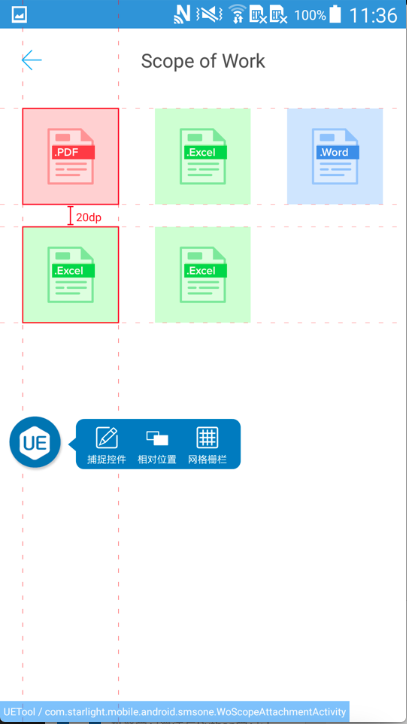 100% 11:36
Scope of Work
.PDF .Excel .Word
20dp
.Excel .Excel
UE
捕捉控件 相对位置 网格栅栏
UETool / com.starlight.mobile.android.smsone.WoScopeAttachmentActivity